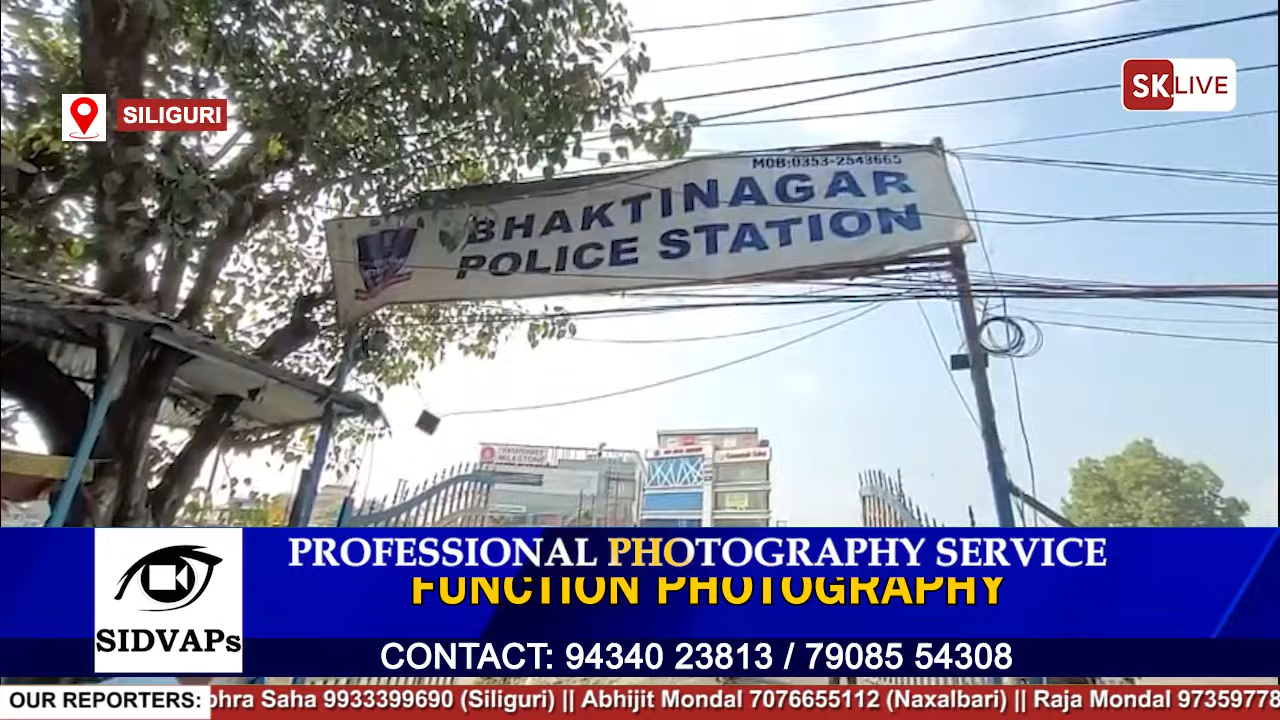 SK LIVE
SILIGURI
MOB:0353-2543665
BHAKTINAGAR
POLICE STATION
MILESTONE
PROFESSIONAL PHOTOGRAPHY SERVICE
FUNCTION PHOTOGRAPHY
SIDVAPs
CONTACT: 94340 23813 / 79085 54308
OUR REPORTERS: ohra Saha 9933399690 (Siliguri) || Abhijit Mondal 7076655112 (Naxalbari) || Raja Mondal 97359778